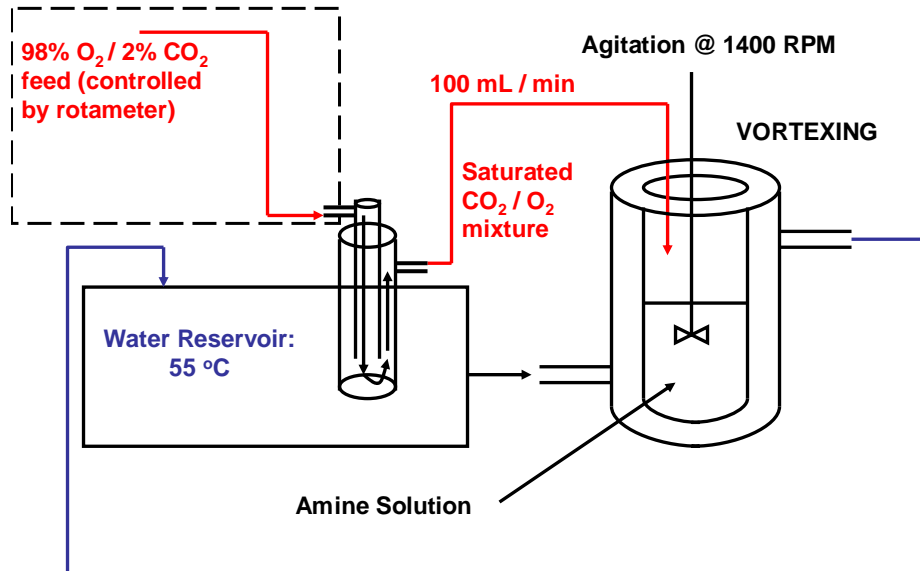 98% O₂ / 2% CO₂
feed (controlled
by rotameter)
100 mL / min
Agitation @ 1400 RPM
VORTEXING
Saturated
CO₂ / O₂
mixture
Water Reservoir:
55 ºC
Amine Solution